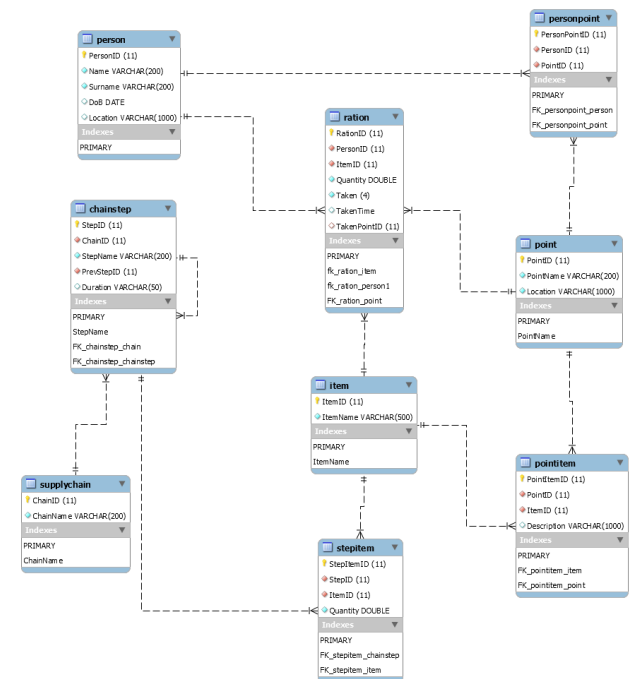 person
PersonID (11)
Name VARCHAR(200)
Surname VARCHAR(200)
DoB DATE
Location VARCHAR(1000)
Indexes
PRIMARY
personpoint
PersonPointID (11)
PersonID (11)
PointID (11)
Indexes
PRIMARY
FK_personpoint_person
FK_personpoint_point
ration
RationID (11)
PersonID (11)
ItemID (11)
Quantity DOUBLE
Taken (4)
TakenTime
TakenPointID (11)
Indexes
PRIMARY
fk_ration_item
fk_ration_person1
FK_ration_point
chainstep
StepID (11)
ChainID (11)
StepName VARCHAR(200)
PrevStepID (11)
Duration VARCHAR(50)
Indexes
PRIMARY
StepName
FK_chainstep_chain
FK_chainstep_chainstep
point
PointID (11)
PointName VARCHAR(200)
Location VARCHAR(1000)
Indexes
PRIMARY
PointName
item
ItemID (11)
ItemName VARCHAR(500)
Indexes
PRIMARY
ItemName
supplychain
ChainID (11)
ChainName VARCHAR(200)
Indexes
PRIMARY
ChainName
pointitem
PointItemID (11)
PointID (11)
ItemID (11)
Description VARCHAR(1000)
Indexes
PRIMARY
FK_pointitem_item
FK_pointitem_point
stepitem
StepItemID (11)
StepID (11)
ItemID (11)
Quantity DOUBLE
Indexes
PRIMARY
FK_stepitem_chainstep
FK_stepitem_item